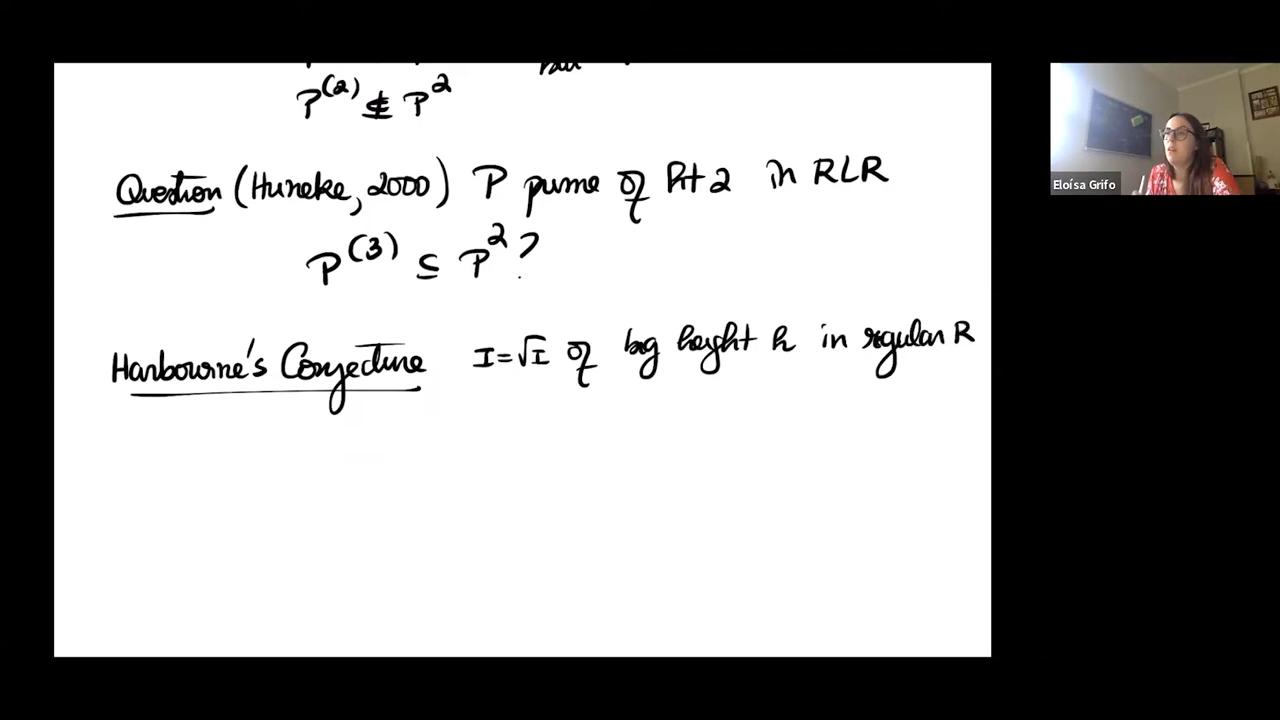 P^(2) ⊈ P^2
Question (Huneke, 2000) P prime of ht 2 in RLR
P^(3) ⊆ P^2 ?
Harbourne's Conjecture I = √I of big height h in regular R
Eloísa Grifo